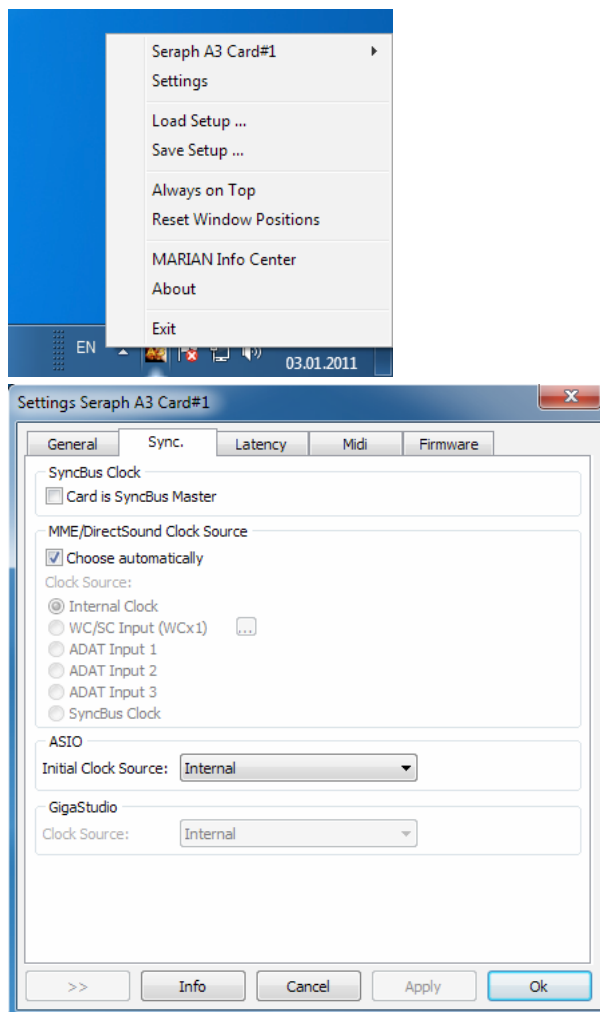 Seraph A3 Card#1
Settings
Load Setup ...
Save Setup ...
Always on Top
Reset Window Positions
MARIAN Info Center
About
Exit
EN
03.01.2011
Settings Seraph A3 Card#1
General Sync. Latency Midi Firmware
SyncBus Clock
Card is SyncBus Master
MME/DirectSound Clock Source
Choose automatically
Clock Source:
Internal Clock
WC/SC Input (WCx1) ...
ADAT Input 1
ADAT Input 2
ADAT Input 3
SyncBus Clock
ASIO
Initial Clock Source: Internal
GigaStudio
Clock Source: Internal
>> Info Cancel Apply Ok